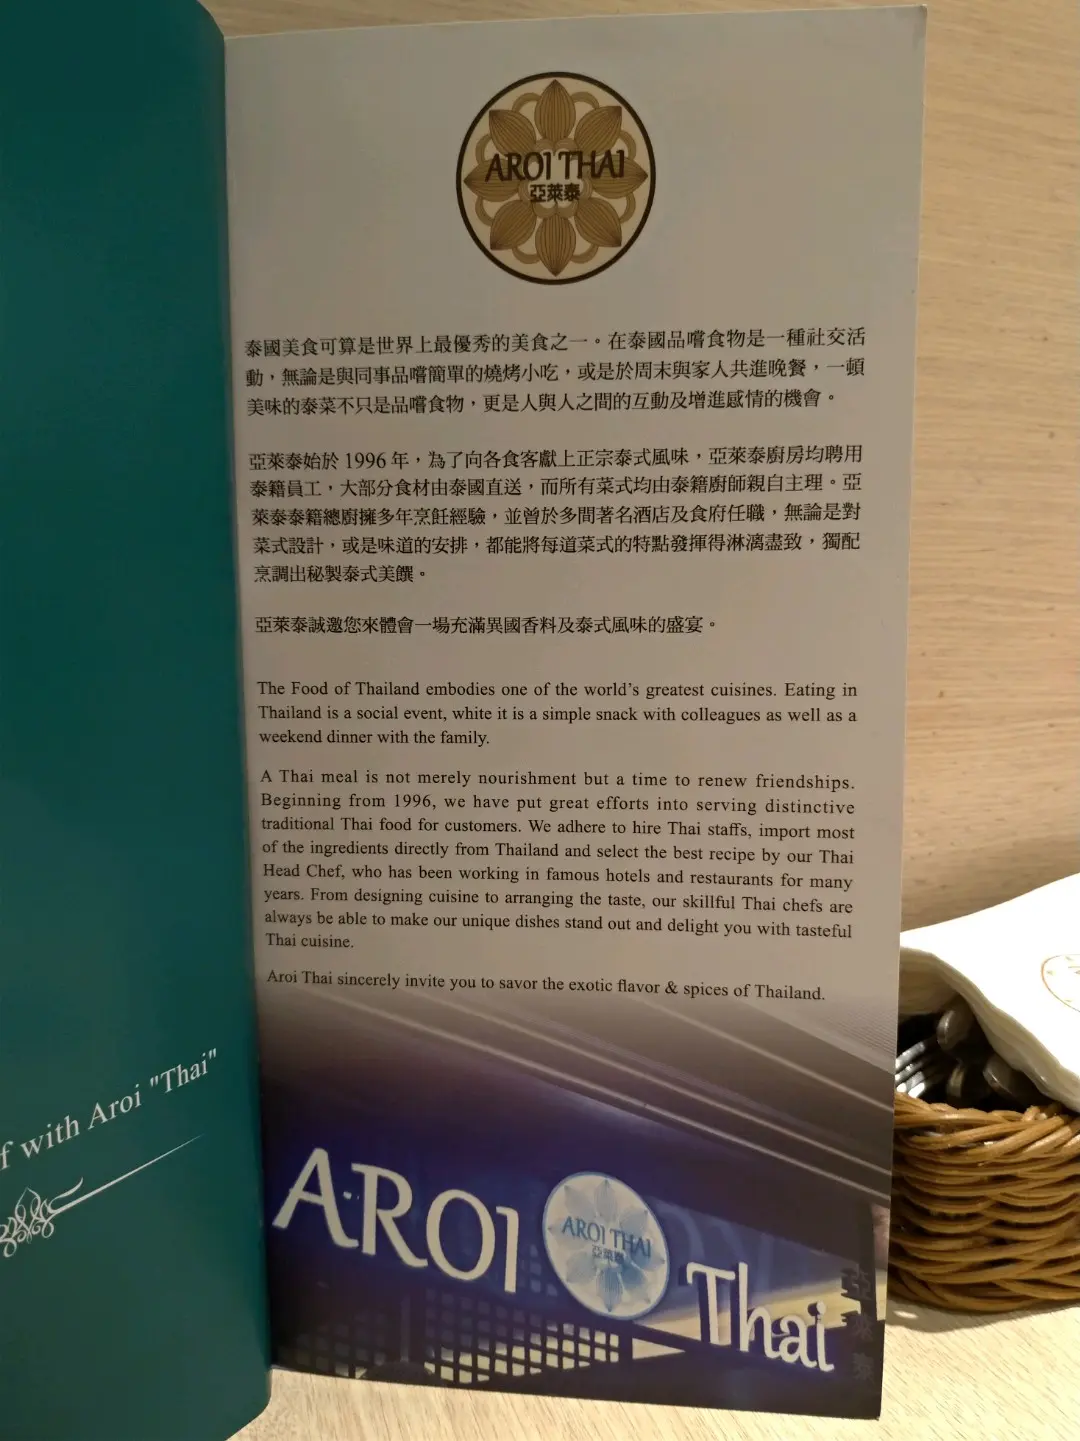 AROI THAI
亞萊泰
泰國美食可算是世界上最優秀的美食之一。在泰國品嚐食物是一種社交活
動，無論是與同事品嚐簡單的燒烤小吃，或是於周末與家人共進晚餐，一頓
美味的泰菜不只是品嚐食物，更是人與人之間的互動及增進感情的機會。
亞萊泰始於 1996 年，為了向各食客獻上正宗泰式風味，亞萊泰廚房均聘用
泰籍員工，大部分食材由泰國直送，而所有菜式均由泰籍廚師親自主理。亞
萊泰泰籍總廚擁多年烹飪經驗，並曾於多間著名酒店及食府任職，無論是對
菜式設計，或是味道的安排，都能將每道菜式的特點發揮得淋漓盡致，獨配
烹調出秘製泰式美饌。
亞萊泰誠邀您來體會一場充滿異國香料及泰式風味的盛宴。
The Food of Thailand embodies one of the world's greatest cuisines. Eating in
Thailand is a social event, white it is a simple snack with colleagues as well as a
weekend dinner with the family.
A Thai meal is not merely nourishment but a time to renew friendships.
Beginning from 1996, we have put great efforts into serving distinctive
traditional Thai food for customers. We adhere to hire Thai staffs, import most
of the ingredients directly from Thailand and select the best recipe by our Thai
Head Chef, who has been working in famous hotels and restaurants for many
years. From designing cuisine to arranging the taste, our skillful Thai chefs are
always be able to make our unique dishes stand out and delight you with tasteful
Thai cuisine.
Aroi Thai sincerely invite you to savor the exotic flavor & spices of Thailand.
f with Aroi "Thai"
AROI
AROI THAI
亞萊泰
Thai
亞萊泰